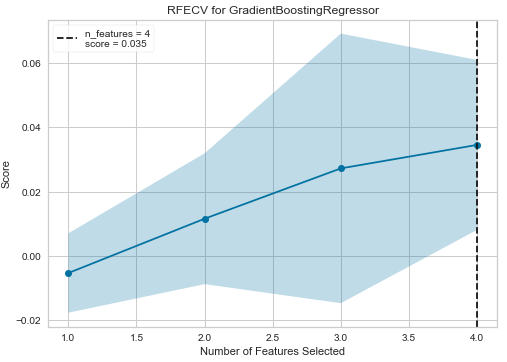 RFECV for GradientBoostingRegressor
n_features = 4
score = 0.035
0.06
0.04
0.02
0.00
−0.02
Score
1.0 1.5 2.0 2.5 3.0 3.5 4.0
Number of Features Selected